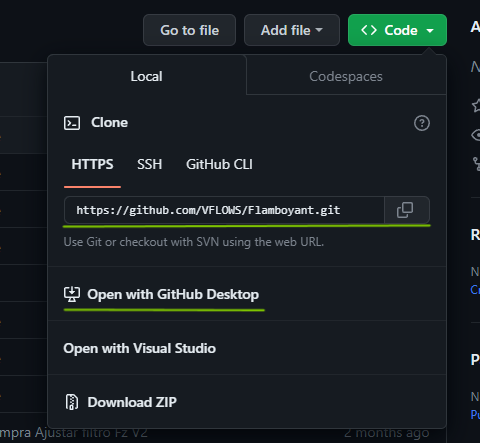 Go to file
Add file
Code
Local
Codespaces
Clone
HTTPS
SSH
GitHub CLI
https://github.com/VFLOWS/Flamboyant.git
Use Git or checkout with SVN using the web URL.
Open with GitHub Desktop
Open with Visual Studio
Download ZIP
mpra Ajustar filtro Fz V2
2 months ago
A
N
R
N
Cr
P
N
Pu